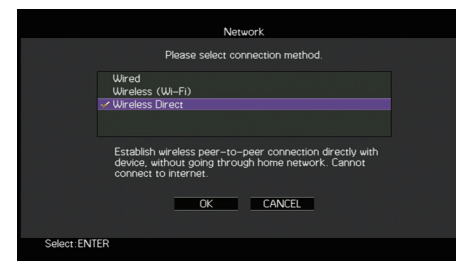 Network
Please select connection method.
Wired
Wireless (Wi-Fi)
Wireless Direct
Establish wireless peer-to-peer connection directly with
device, without going through home network. Cannot
connect to internet.
OK CANCEL
Select:ENTER